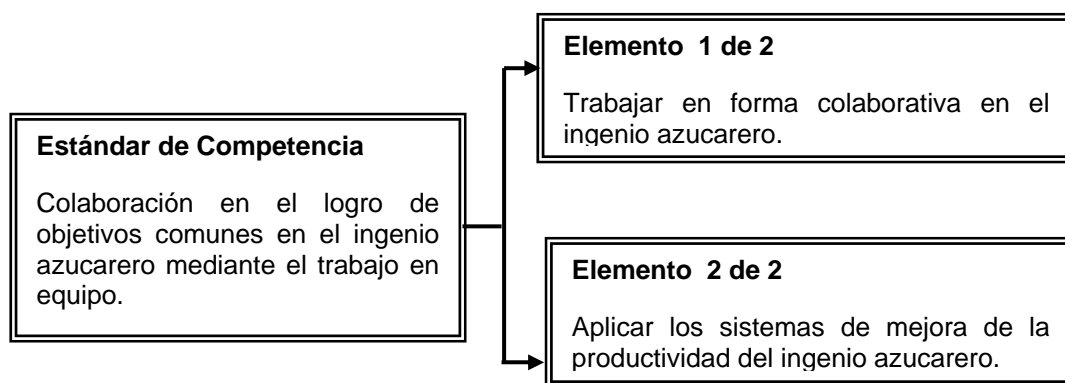 Estándar de Competencia
Colaboración en el logro de
objetivos comunes en el ingenio
azucarero mediante el trabajo en
equipo.
Elemento 1 de 2
Trabajar en forma colaborativa en el
ingenio azucarero.
Elemento 2 de 2
Aplicar los sistemas de mejora de la
productividad del ingenio azucarero.